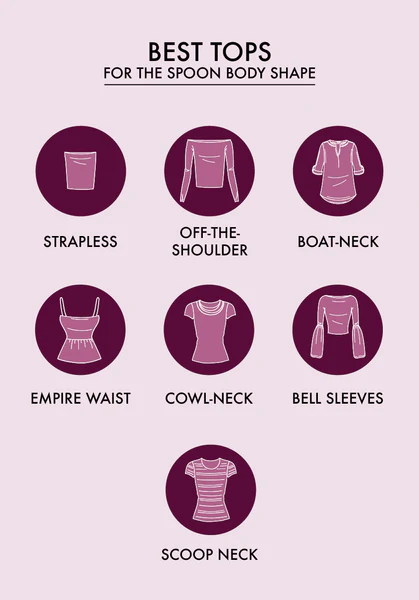 BEST TOPS
FOR THE SPOON BODY SHAPE
STRAPLESS
OFF-THE-
SHOULDER
BOAT-NECK
EMPIRE WAIST
COWL-NECK
BELL SLEEVES
SCOOP NECK